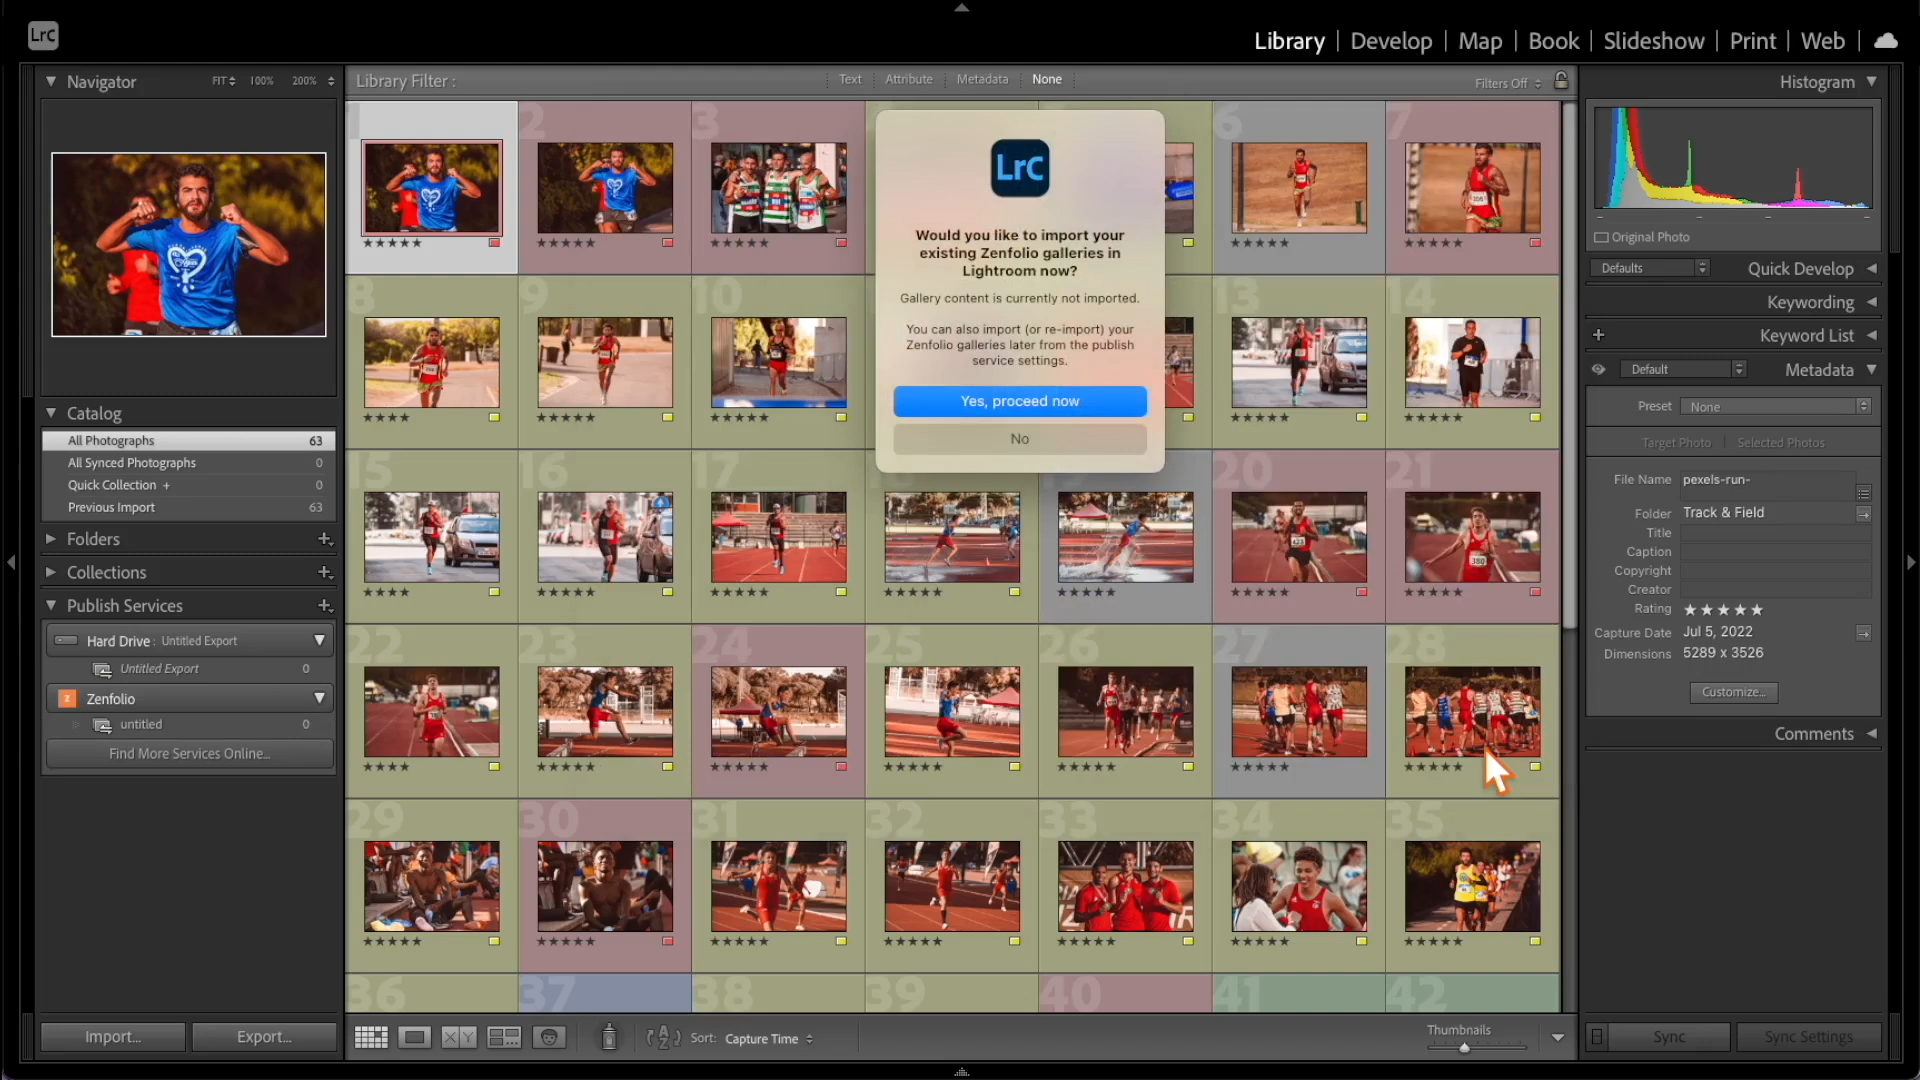 LrC
Library | Develop | Map | Book | Slideshow | Print | Web
Navigator FIT 100% 200%
Library Filter : Text Attribute Metadata None Filters Off
Histogram
Original Photo
Defaults Quick Develop
Keywording
Keyword List
Default Metadata
Preset None
Target Photo Selected Photos
File Name pexels-run-
Folder Track & Field
Title
Caption
Copyright
Creator
Rating ★★★★★
Capture Date Jul 5, 2022
Dimensions 5289 x 3526
Customize...
Comments
Catalog
All Photographs 63
All Synced Photographs 0
Quick Collection + 0
Previous Import 63
Folders
Collections
Publish Services
Hard Drive : Untitled Export
Untitled Export 0
Z Zenfolio
untitled 0
Find More Services Online...
LrC
Would you like to import your
existing Zenfolio galleries in
Lightroom now?
Gallery content is currently not imported.
You can also import (or re-import) your
Zenfolio galleries later from the publish
service settings.
Yes, proceed now
No
2 3 6 7
8 9 10 13 14
15 16 17 20 21
22 23 24 25 26 27 28
29 30 31 32 33 34 35
36 37 38 39 40 41 42
Import... Export...
XY
Sort: Capture Time
Thumbnails
Sync Sync Settings